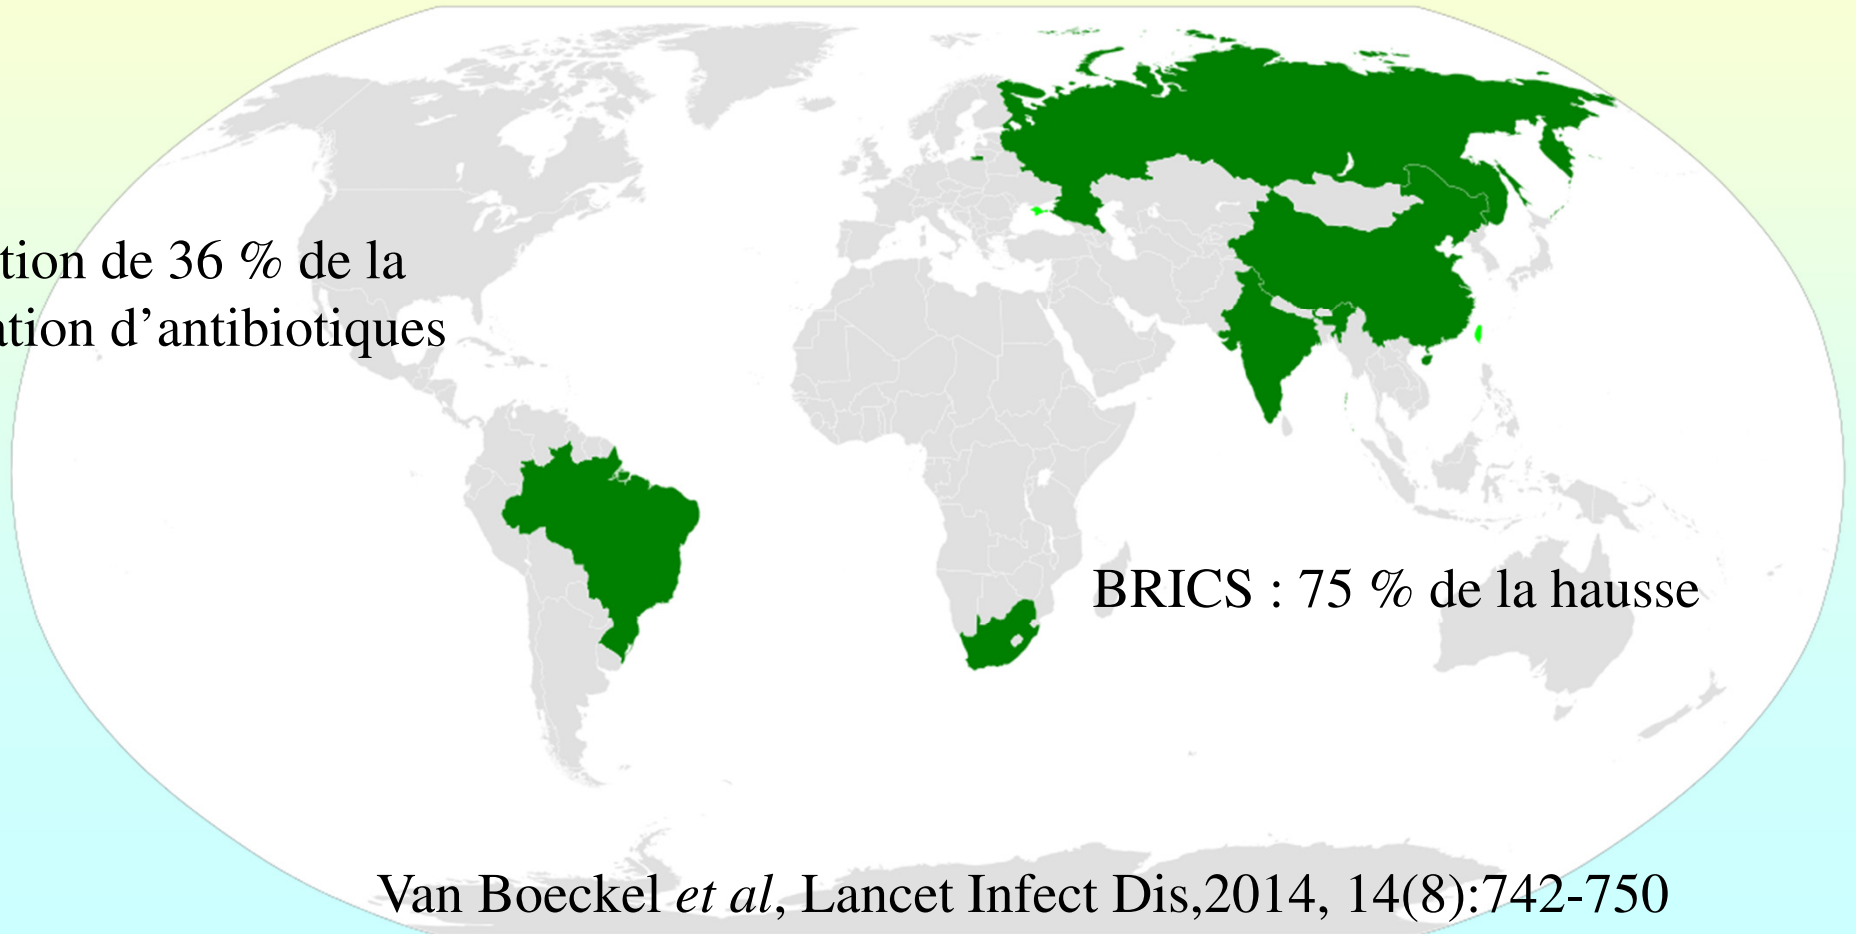 tion de 36 % de la
ation d’antibiotiques
BRICS : 75 % de la hausse
Van Boeckel et al, Lancet Infect Dis,2014, 14(8):742-750